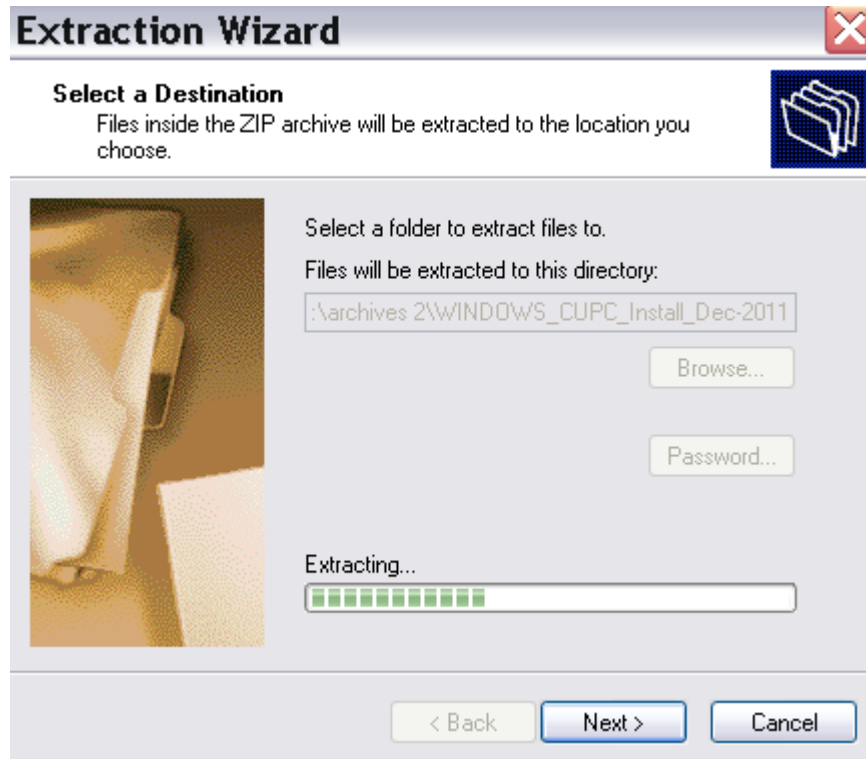 Extraction Wizard
Select a Destination
Files inside the ZIP archive will be extracted to the location you
choose.
Select a folder to extract files to.
Files will be extracted to this directory:
:\archives 2\WINDOWS_CUPC_Install_Dec-2011
Browse...
Password...
Extracting...
< Back
Next >
Cancel